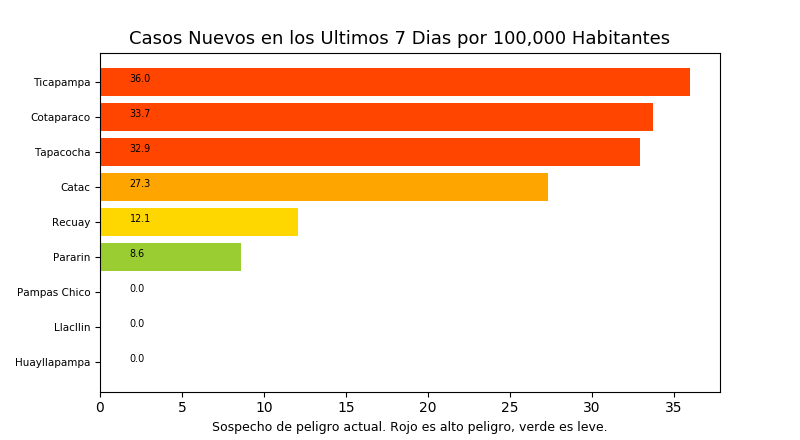 Casos Nuevos en los Ultimos 7 Dias por 100,000 Habitantes
Ticapampa 36.0
Cotaparaco 33.7
Tapacocha 32.9
Catac 27.3
Recuay 12.1
Pararin 8.6
Pampas Chico 0.0
Llacllin 0.0
Huayllapampa 0.0
0 5 10 15 20 25 30 35
Sospecho de peligro actual. Rojo es alto peligro, verde es leve.